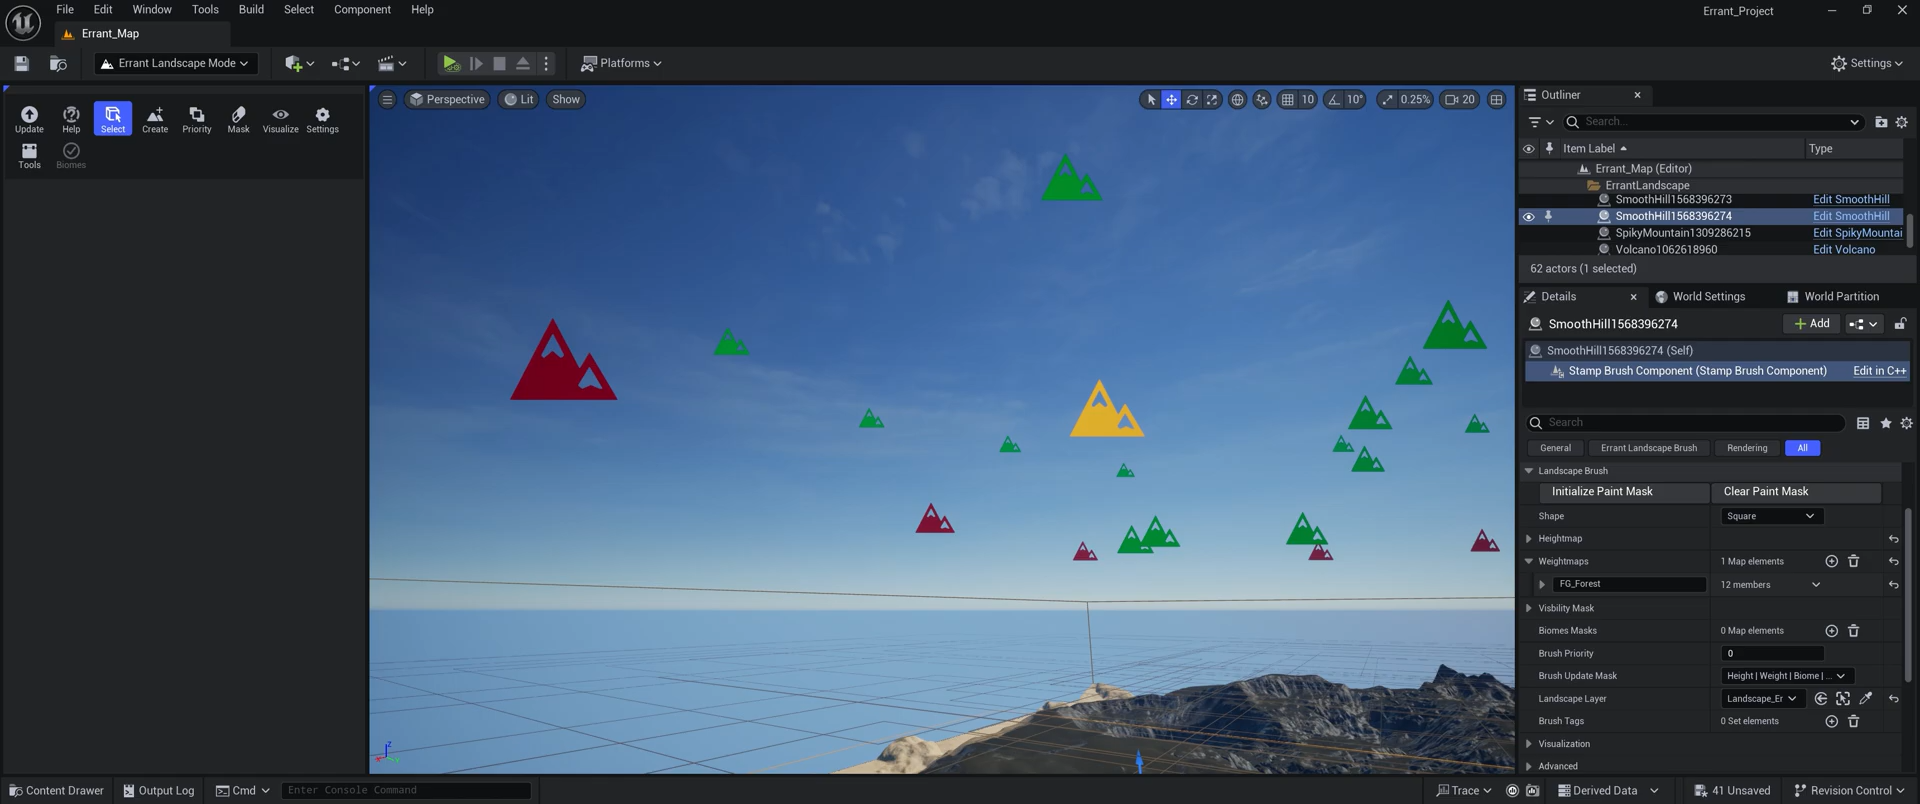 File Edit Window Tools Build Select Component Help
Errant_Project
Errant_Map
Errant Landscape Mode
Platforms
Settings
Update Help Select Create Priority Mask Visualize Settings
Tools Biomes
Perspective Lit Show
10 10° 0.25% 20
Outliner
Search...
Item Label Type
Errant_Map (Editor)
ErrantLandscape
SmoothHill1568396273 Edit SmoothHill
SmoothHill1568396274 Edit SmoothHill
SpikyMountain1309286215 Edit SpikyMountai
Volcano1062618960 Edit Volcano
62 actors (1 selected)
Details World Settings World Partition
SmoothHill1568396274 Add
SmoothHill1568396274 (Self)
Stamp Brush Component (Stamp Brush Component) Edit in C++
Search
General Errant Landscape Brush Rendering All
Landscape Brush
Initialize Paint Mask Clear Paint Mask
Shape Square
Heightmap
Weightmaps 1 Map elements
FG_Forest 12 members
Visbility Mask
Biomes Masks 0 Map elements
Brush Priority 0
Brush Update Mask Height | Weight | Biome | ...
Landscape Layer Landscape_Er
Brush Tags 0 Set elements
Visualization
Advanced
Z
Content Drawer Output Log Cmd Enter Console Command
Trace Derived Data 41 Unsaved Revision Control